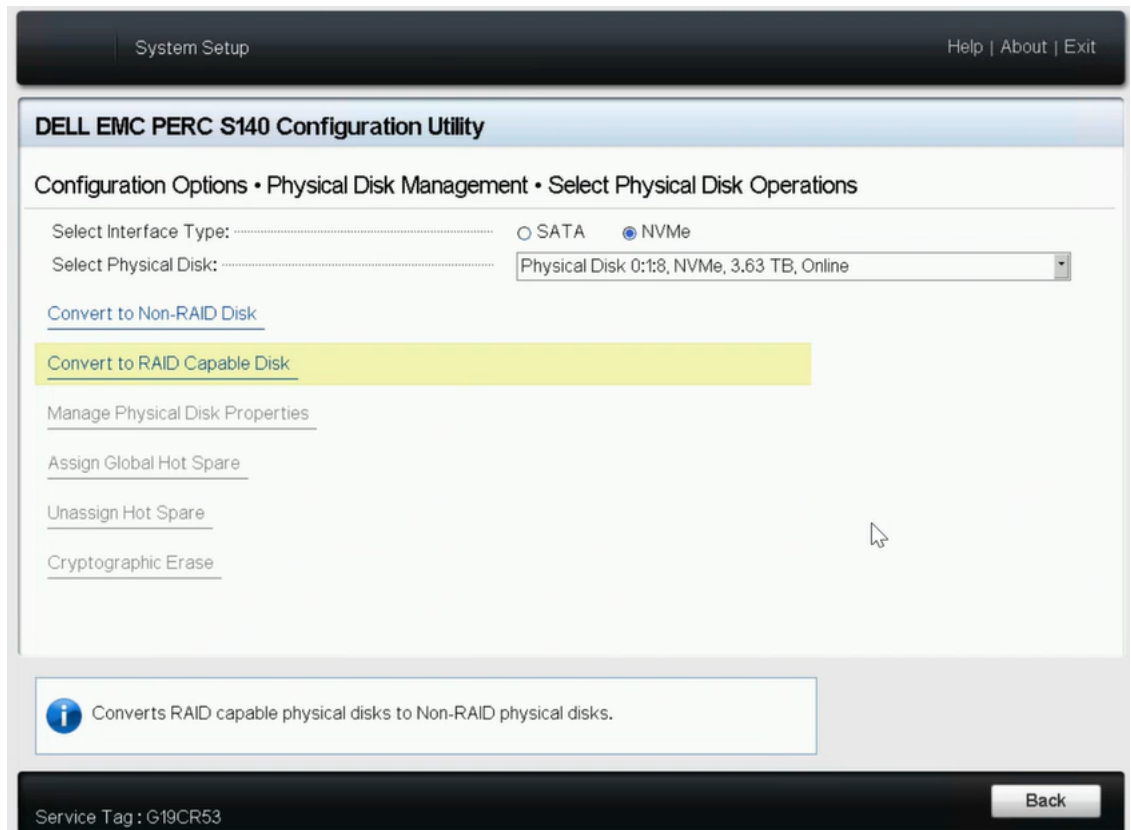 System Setup
Help | About | Exit
DELL EMC PERC S140 Configuration Utility
Configuration Options • Physical Disk Management • Select Physical Disk Operations
Select Interface Type: SATA NVMe
Select Physical Disk: Physical Disk 0:1:8, NVMe, 3.63 TB, Online
Convert to Non-RAID Disk
Convert to RAID Capable Disk
Manage Physical Disk Properties
Assign Global Hot Spare
Unassign Hot Spare
Cryptographic Erase
Converts RAID capable physical disks to Non-RAID physical disks.
Service Tag : G19CR53
Back